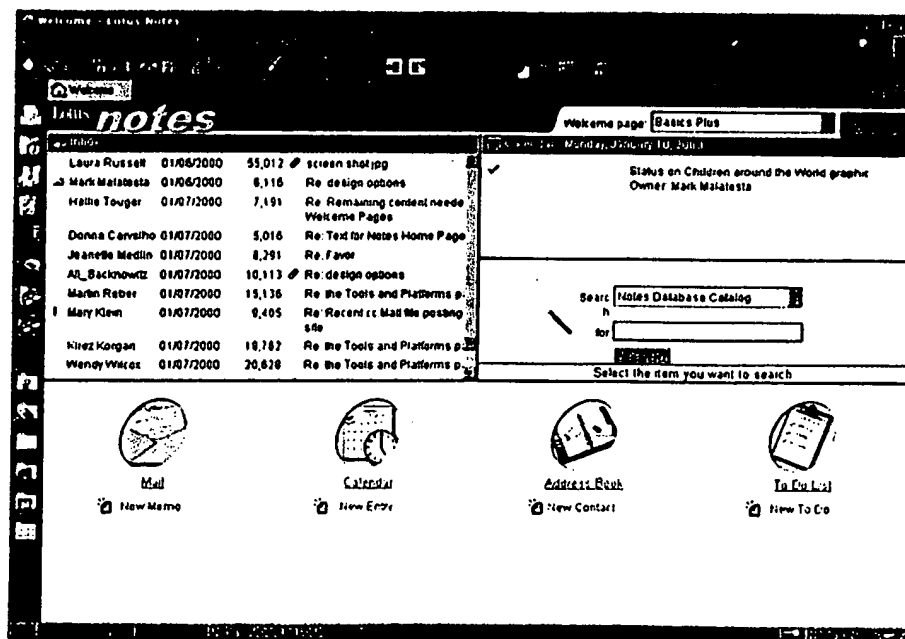 Welcome - Lotus Notes
Welcome
Lotus notes
Welcome page: Basics Plus
Inbox
Monday, January 10,
Laura Russell 01/06/2000 55,012 screen shot.jpg
Mark Malatesta 01/06/2000 6,116 Re: design options
Hallie Touger 01/07/2000 7,191 Re: Remaining content neede
Welcome Pages
Donna Carvalho 01/07/2000 5,016 Re: Text for Notes Home Page
Jeanette Medlin 01/07/2000 8,291 Re: Favor
01/07/2000 10,113 Re: design options
Martin Reber 01/07/2000 15,136 Re the Tools and Platforms p
Mary Klein 01/07/2000 9,405 Re: Recent cc Mail file posting
site
Korgan 01/07/2000 18,782 Re the Tools and Platforms p
Wendy Wilcox 01/07/2000 20,628 Re the Tools and Platforms p
Status on Children around the World graphic
Owner: Mark Malatesta
Searc Notes Database Catalog
h
for
Select the item you want to search
Mail
New Memo
Calendar
New Entry
Address Book
New Contact
To Do List
New To Do